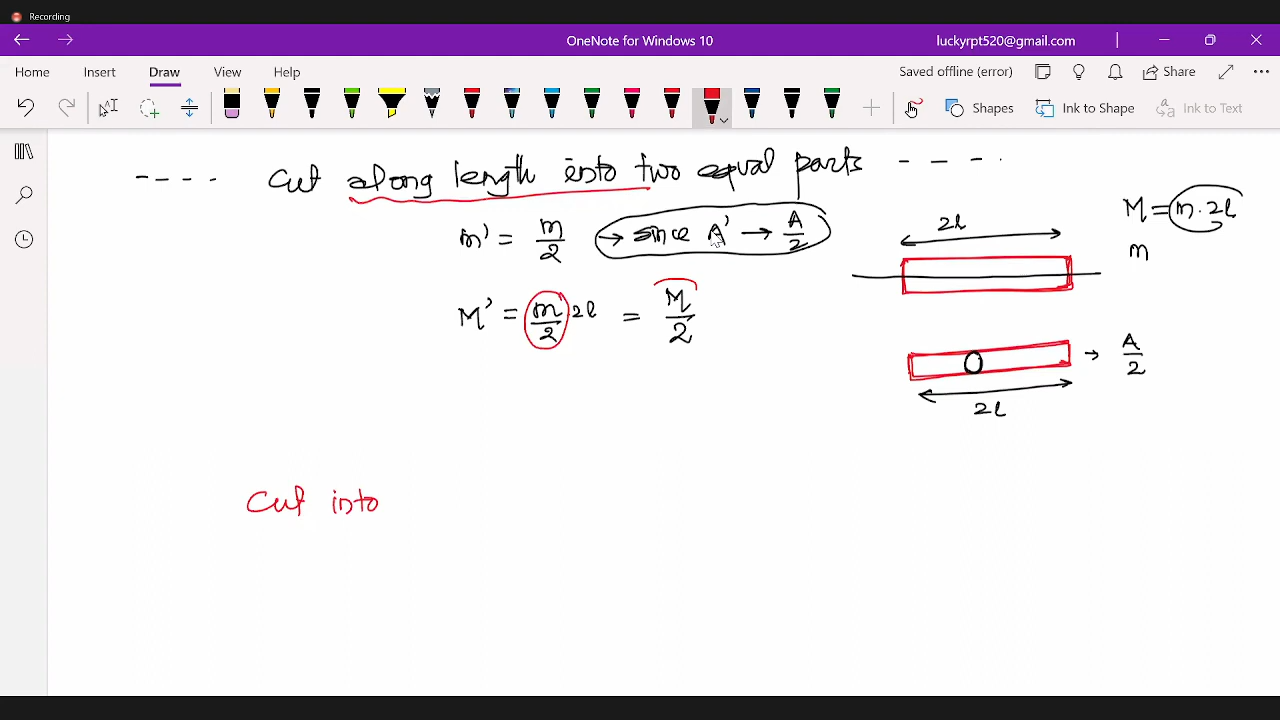 Recording
OneNote for Windows 10
luckyrpt520@gmail.com
Home Insert Draw View Help
Saved offline (error)
Share
Shapes Ink to Shape Ink to Text
---- Cut along length into two equal parts ----
m' = m/2 → since A' → A/2
M' = m/2 · 2l = M/2
2l
M = m · 2l
m
→ A/2
2l
Cut into